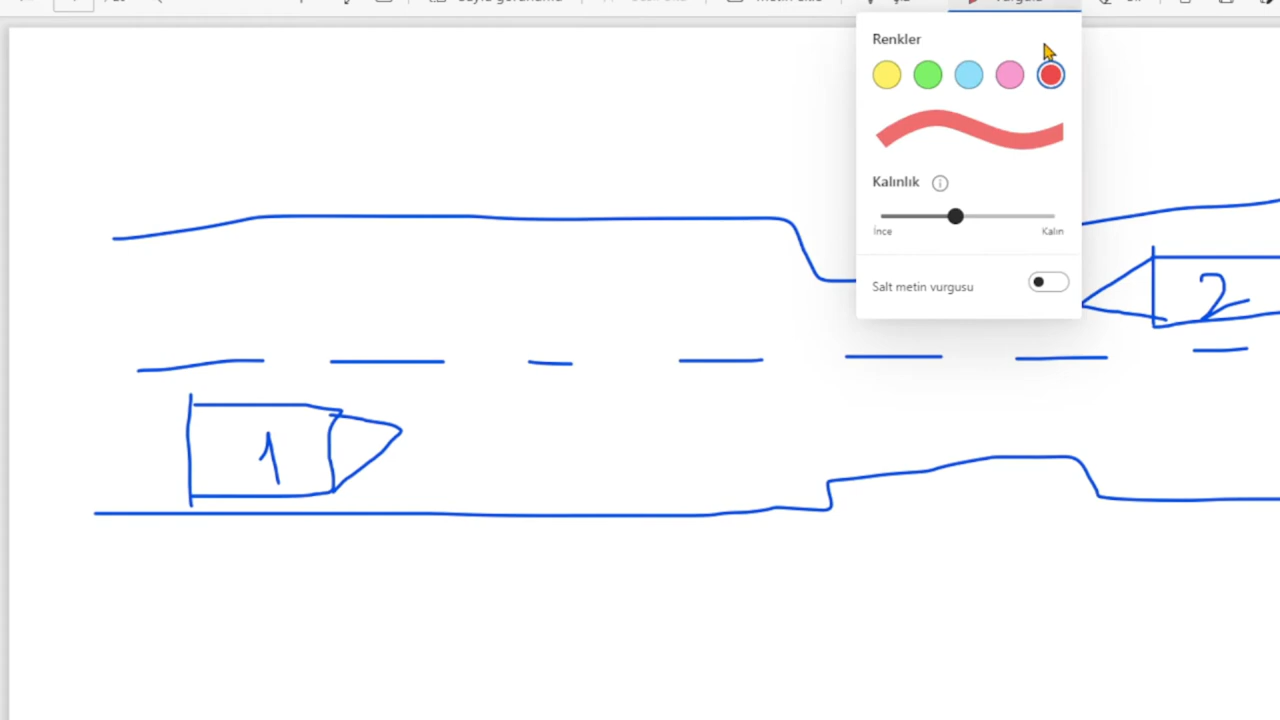 Renkler
Kalınlık
İnce Kalın
Salt metin vurgusu
2
1